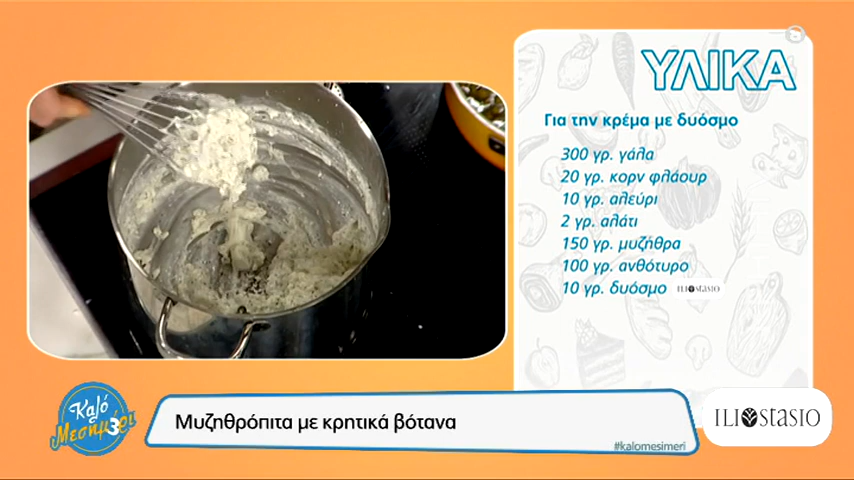 ΥΛΙΚΑ
Για την κρέμα με δυόσμο
300 γρ. γάλα
20 γρ. κορν φλάουρ
10 γρ. αλεύρι
2 γρ. αλάτι
150 γρ. μυζήθρα
100 γρ. ανθότυρο
10 γρ. δυόσμο ILIOSTASIO
Καλό
Μεσημέρι
3
Μυζηθρόπιτα με κρητικά βότανα
#kalomesimeri
ILIOSTASIO